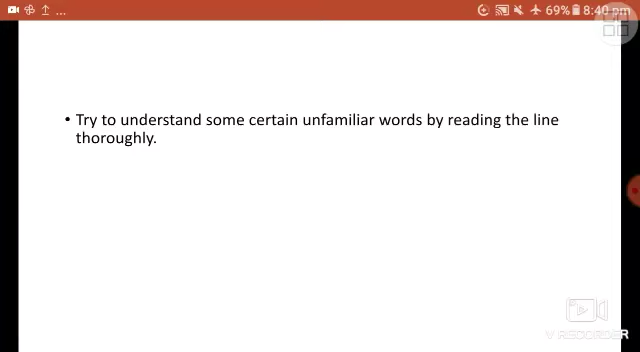 ... 69% 8:40 pm
• Try to understand some certain unfamiliar words by reading the line
thoroughly.
V RECORDER